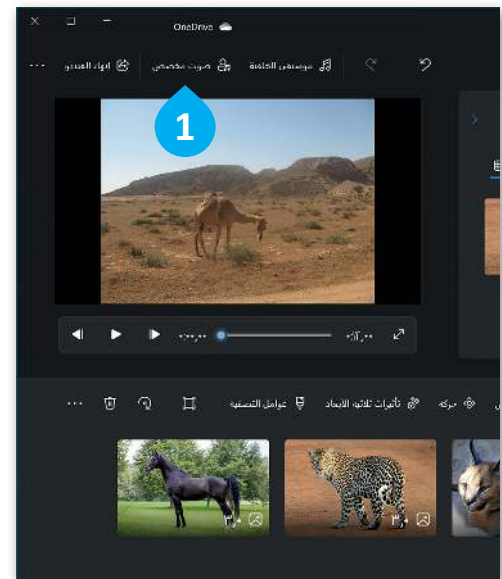 OneDrive
موسيقى الخلفية صوت مخصص إنهاء الفيديو ...
1
حركة تأثيرات ثلاثية الأبعاد عوامل التصفية ...